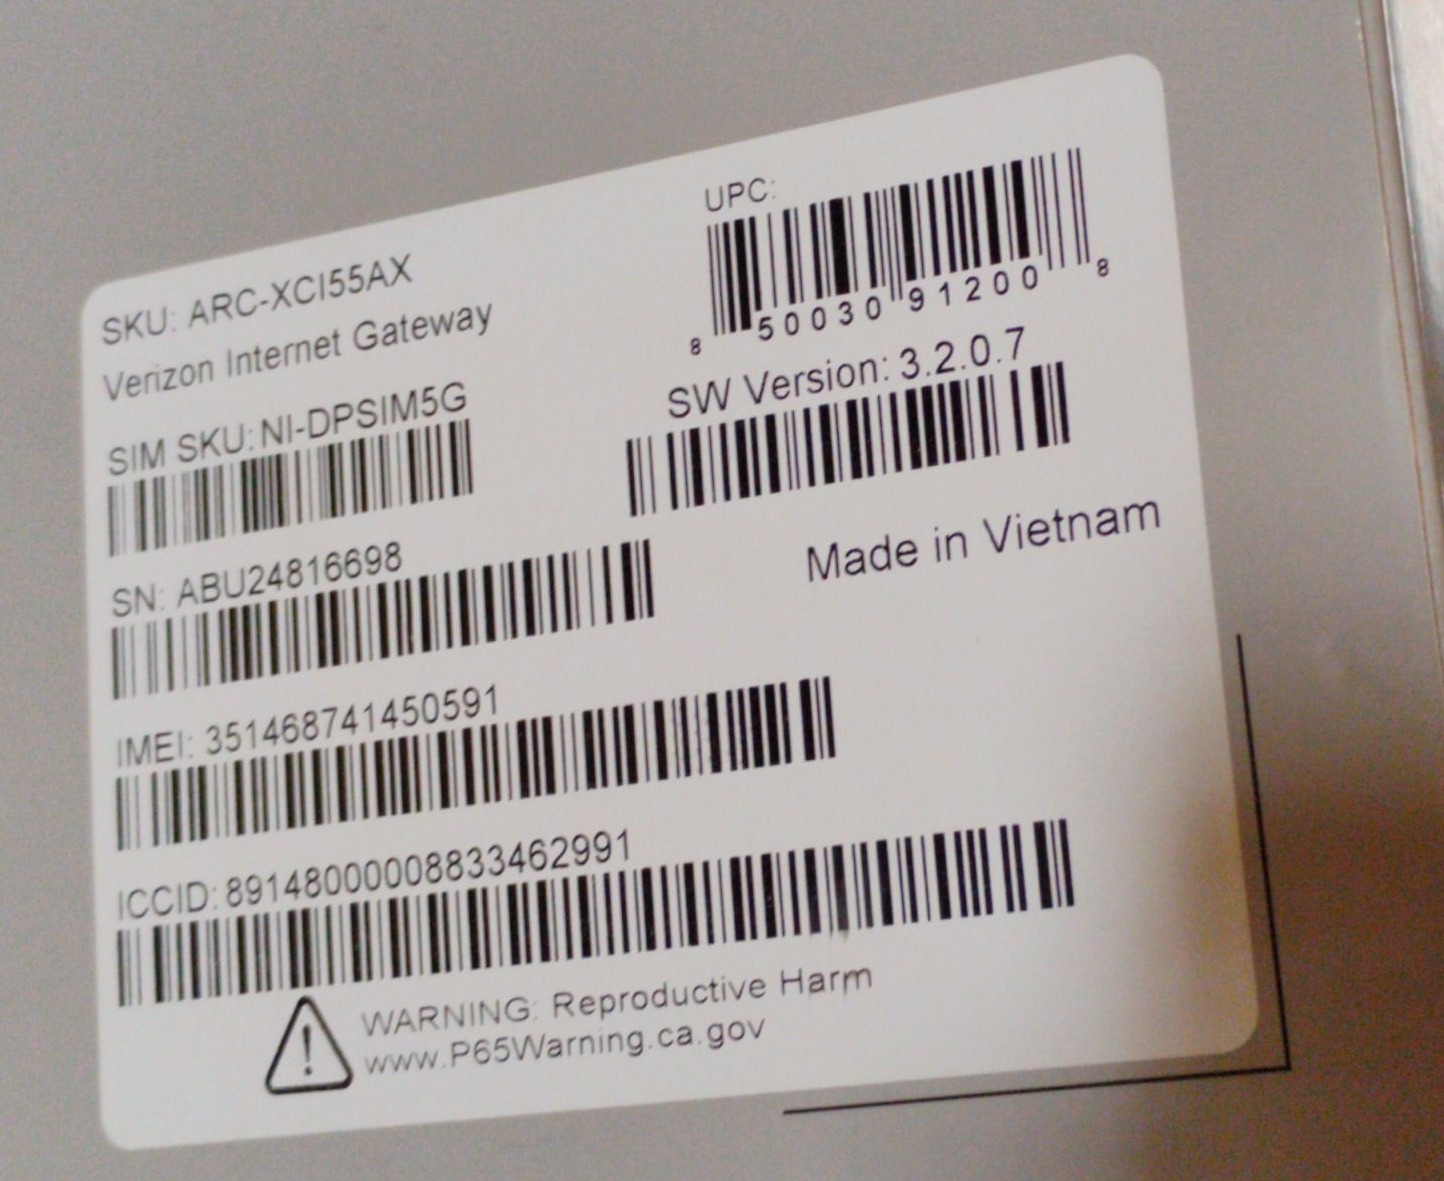 SKU: ARC-XCI55AX
Verizon Internet Gateway
SIM SKU: NI-DPSIM5G
SN: ABU24816698
IMEI: 351468741450591
ICCID: 89148000008833462991
WARNING: Reproductive Harm
www.P65Warning.ca.gov
UPC:
8 50030 91200 8
SW Version: 3.2.0.7
Made in Vietnam